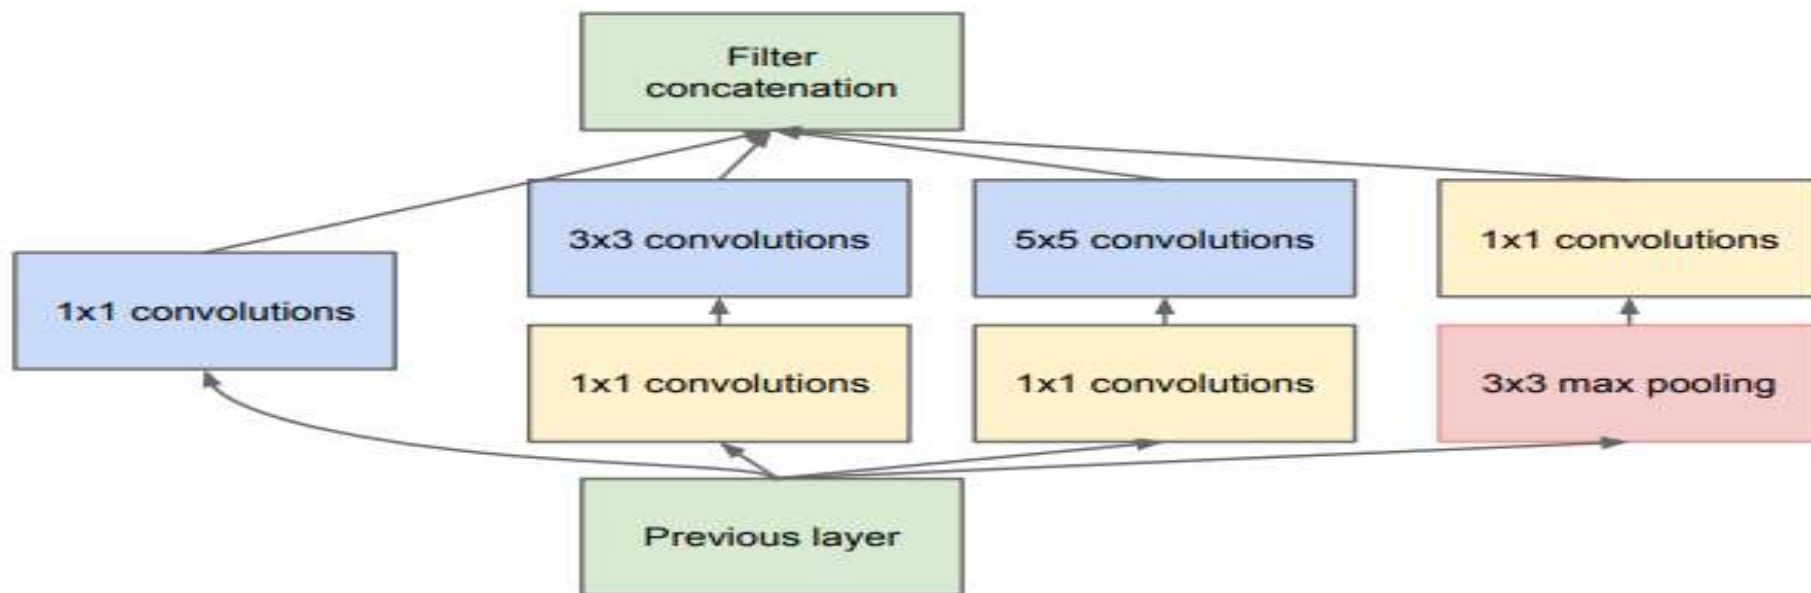 Filter
concatenation
3x3 convolutions
5x5 convolutions
1x1 convolutions
1x1 convolutions
1x1 convolutions
1x1 convolutions
3x3 max pooling
Previous layer